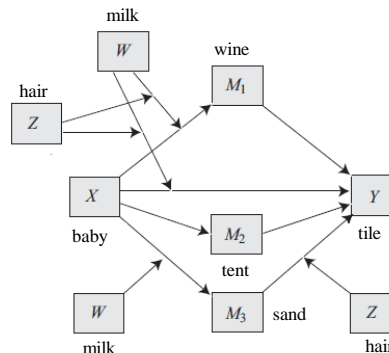 milk
W
wine
M1
hair
Z
X
Y
baby
M2
tile
tent
W
M3
sand
Z
milk
hair